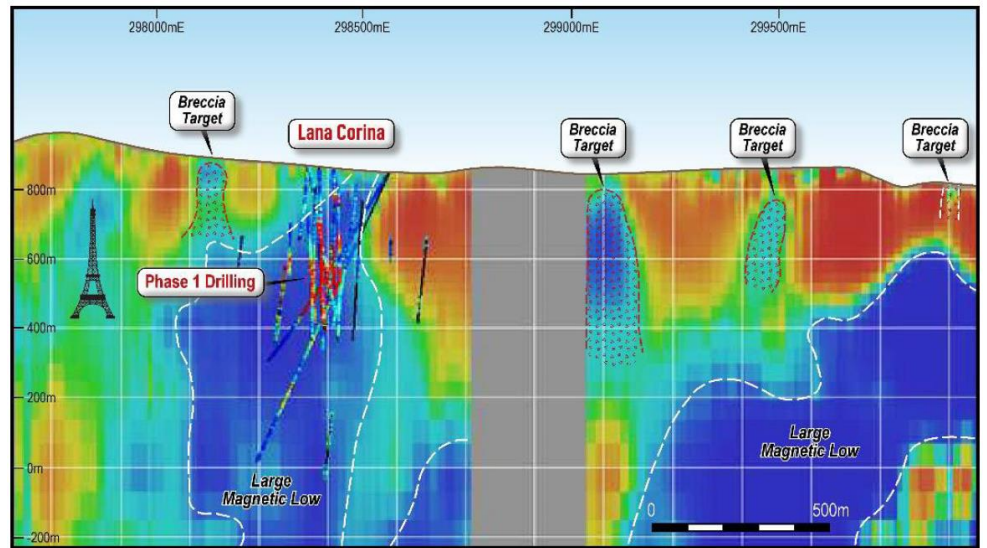 298000mE
298500mE
299000mE
299500mE
Breccia
Target
Lana Corina
Breccia
Target
Breccia
Target
Breccia
Target
800m
600m
Phase 1 Drilling
400m
200m
0m
-200m
Large
Magnetic Low
Large
Magnetic Low
0
500m